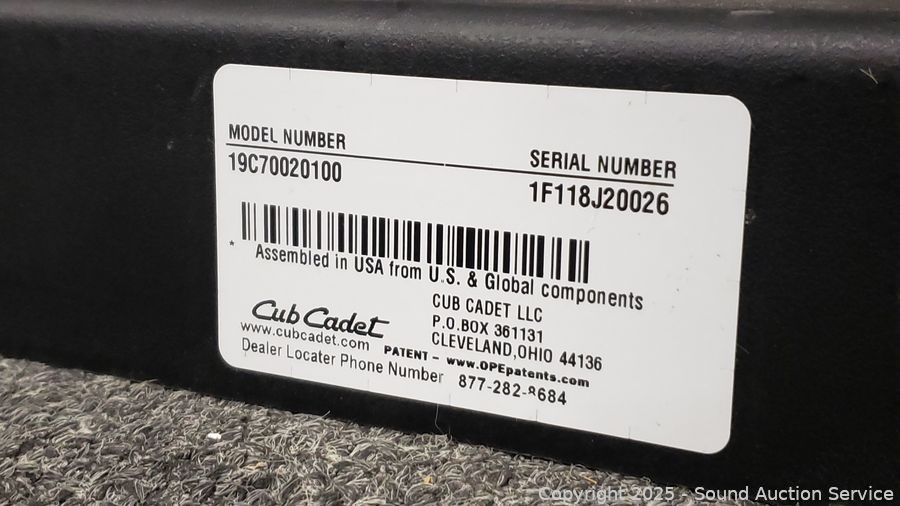 MODEL NUMBER
19C70020100
SERIAL NUMBER
1F118J20026
*
Assembled in USA from U.S. & Global components
Cub Cadet
www.cubcadet.com
CUB CADET LLC
P.O.BOX 361131
CLEVELAND,OHIO 44136
PATENT - www.OPEpatents.com
Dealer Locater Phone Number 877-282-8684
Copyright 2025 - Sound Auction Service